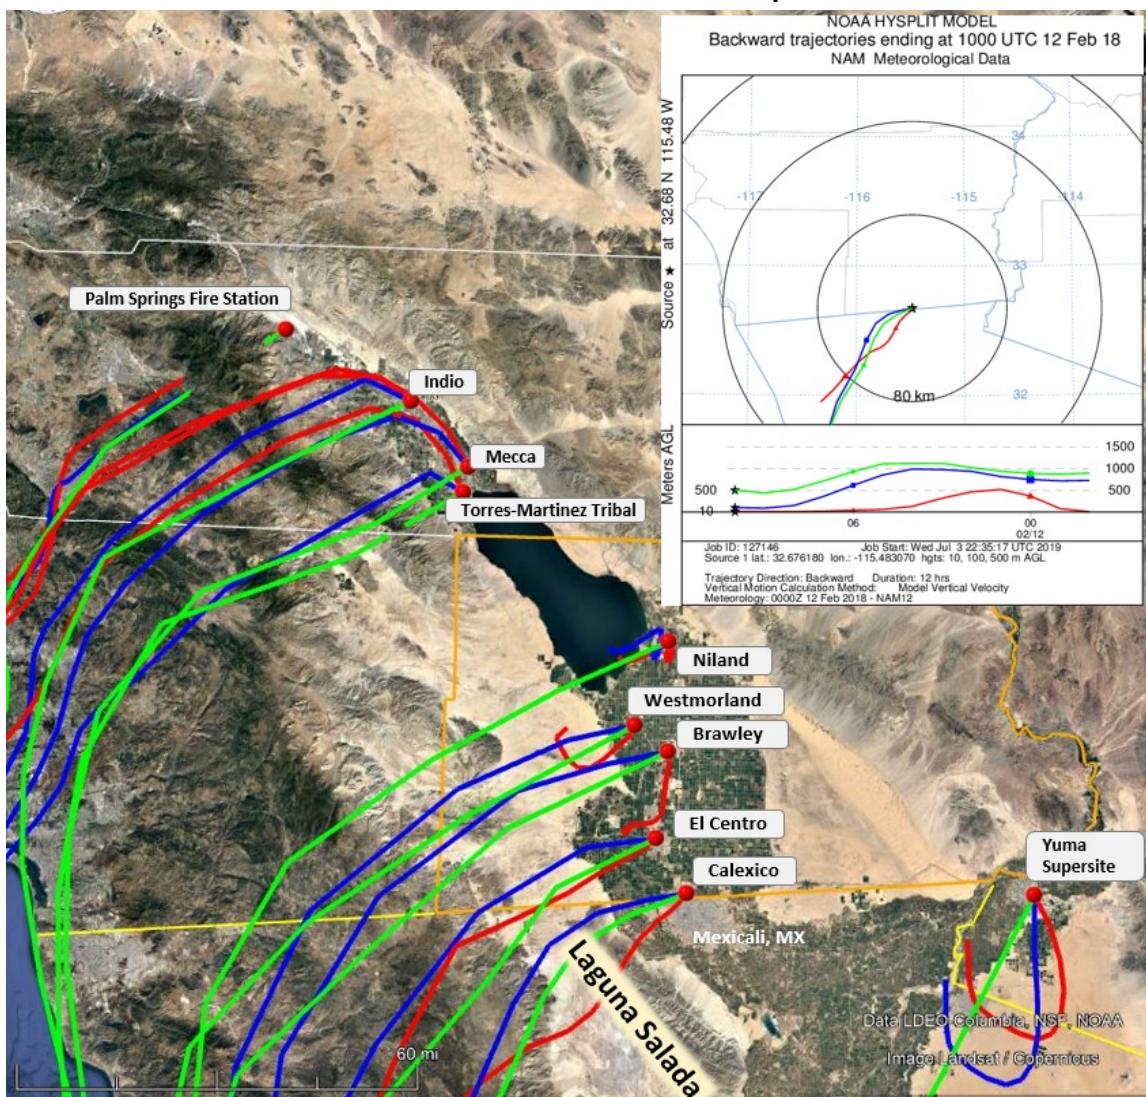 NOAA HYSPLIT MODEL
Backward trajectories ending at 1000 UTC 12 Feb 18
NAM Meteorological Data
Source ★ at 32.68 N 115.48 W
34
-117
-116
-115
-114
33
32
80 km
Meters AGL
1500
1000
500
500
10
06
00
02/12
Job ID: 127146 Job Start: Wed Jul 3 22:35:17 UTC 2019
Source 1 lat.: 32.676180 lon.: -115.483070 hgts: 10, 100, 500 m AGL
Trajectory Direction: Backward Duration: 12 hrs
Vertical Motion Calculation Method: Model Vertical Velocity
Meteorology: 0000Z 12 Feb 2018 - NAM12
Palm Springs Fire Station
Indio
Mecca
Torres-Martinez Tribal
Niland
Westmorland
Brawley
El Centro
Calexico
Yuma
Supersite
Mexicali, MX
Laguna Salada
Data LDEO-Columbia, NSF, NOAA
Image Landsat / Copernicus
60 mi